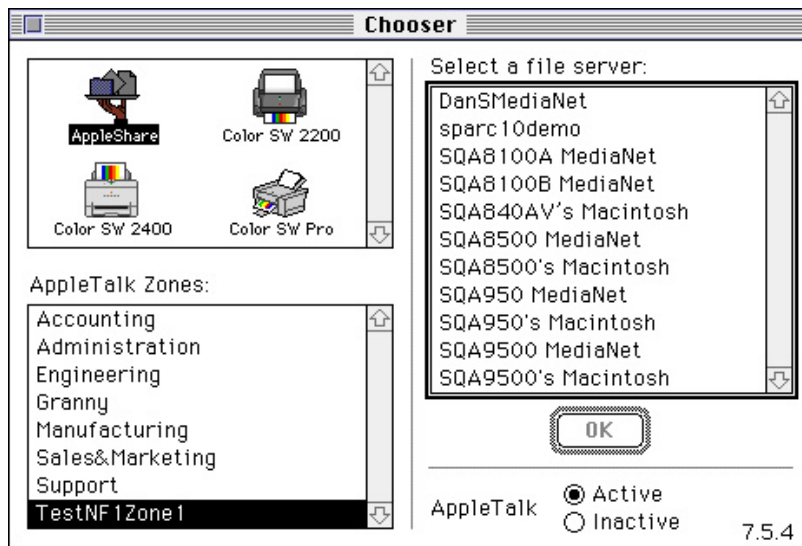 Chooser
AppleShare
Color SW 2200
Color SW 2400
Color SW Pro
AppleTalk Zones:
Accounting
Administration
Engineering
Granny
Manufacturing
Sales&Marketing
Support
TestNF1Zone1
Select a file server:
DanSMediaNet
sparc10demo
SQA8100A MediaNet
SQA8100B MediaNet
SQA840AV's Macintosh
SQA8500 MediaNet
SQA8500's Macintosh
SQA950 MediaNet
SQA950's Macintosh
SQA9500 MediaNet
SQA9500's Macintosh
OK
AppleTalk
Active
Inactive
7.5.4